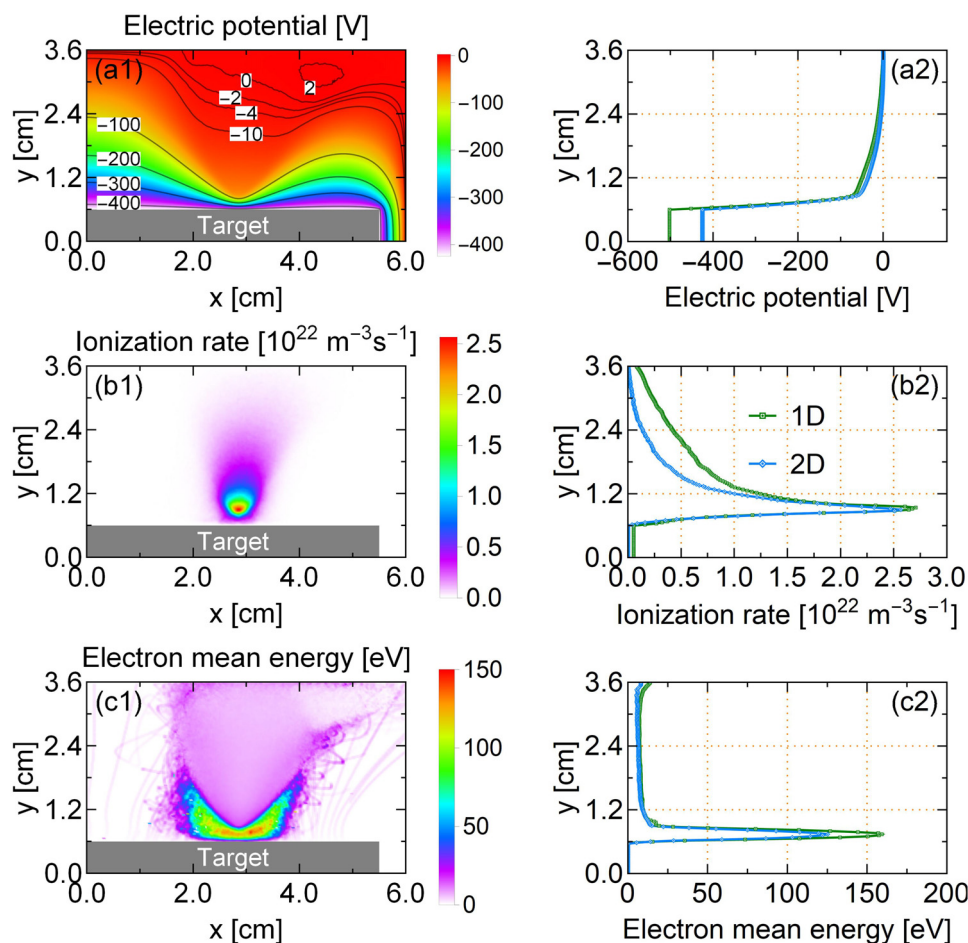 Electric potential [V]
3.6
2.4
1.2
0.0
y [cm]
(a1)
0
2
−2
−4
−10
−100
−200
−300
−400
Target
0.0 2.0 4.0 6.0
x [cm]
0
−100
−200
−300
−400
3.6
2.4
1.2
0.0
y [cm]
(a2)
−600 −400 −200 0
Electric potential [V]
Ionization rate [10²² m⁻³s⁻¹]
3.6
2.4
1.2
0.0
y [cm]
(b1)
Target
0.0 2.0 4.0 6.0
x [cm]
2.5
2.0
1.5
1.0
0.5
0.0
3.6
2.4
1.2
0.0
y [cm]
(b2)
1D
2D
0.0 0.5 1.0 1.5 2.0 2.5 3.0
Ionization rate [10²² m⁻³s⁻¹]
Electron mean energy [eV]
3.6
2.4
1.2
0.0
y [cm]
(c1)
Target
0.0 2.0 4.0 6.0
x [cm]
150
100
50
0
3.6
2.4
1.2
0.0
y [cm]
(c2)
0 50 100 150 200
Electron mean energy [eV]